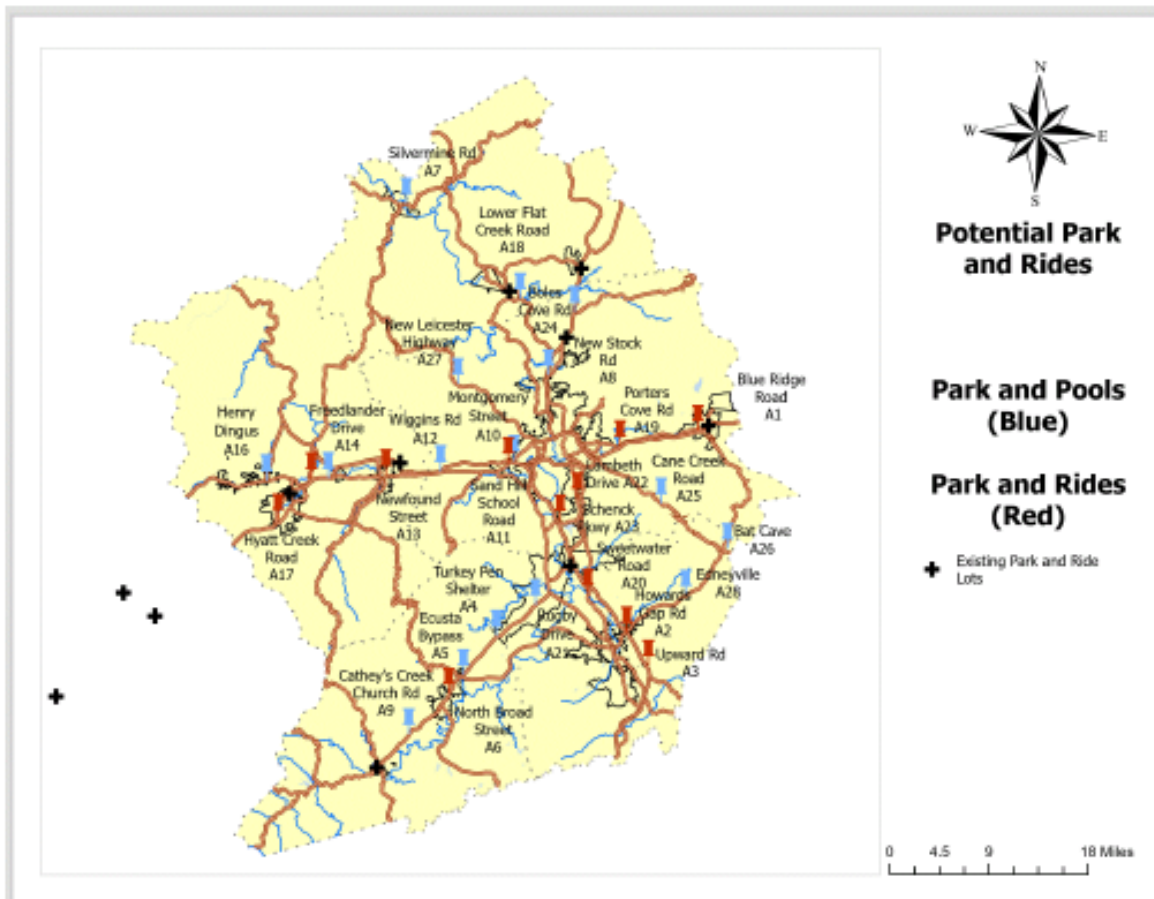 N
W
E
S
Potential Park
and Rides
Park and Pools
(Blue)
Park and Rides
(Red)
Existing Park and Ride
Lots
0 4.5 9 18 Miles
Silvermine Rd
A7
Lower Flat
Creek Road
A18
Boles
Cove Rd
A24
New Leicester
Highway
A27
New Stock
Rd
A8
Blue Ridge
Road
A1
Montgomery
Street
A10
Porters
Cove Rd
A19
Henry
Dingus
A16
Freedlander
Drive
A14
Wiggins Rd
A12
Lambeth
Drive A22
Cane Creek
Road
A25
Newfound
Street
A13
Sand Hill
School
Road
A11
Schenck
Pkwy A23
Bat Cave
A26
Hyatt Creek
Road
A17
Sweetwater
Road
A20
Turkey Pen
Shelter
A4
Edneyville
A28
Howards
Gap Rd
A2
Ecusta
Bypass
A5
Rugby
Drive
A21
Upward Rd
A3
Cathey's Creek
Church Rd
A9
North Broad
Street
A6